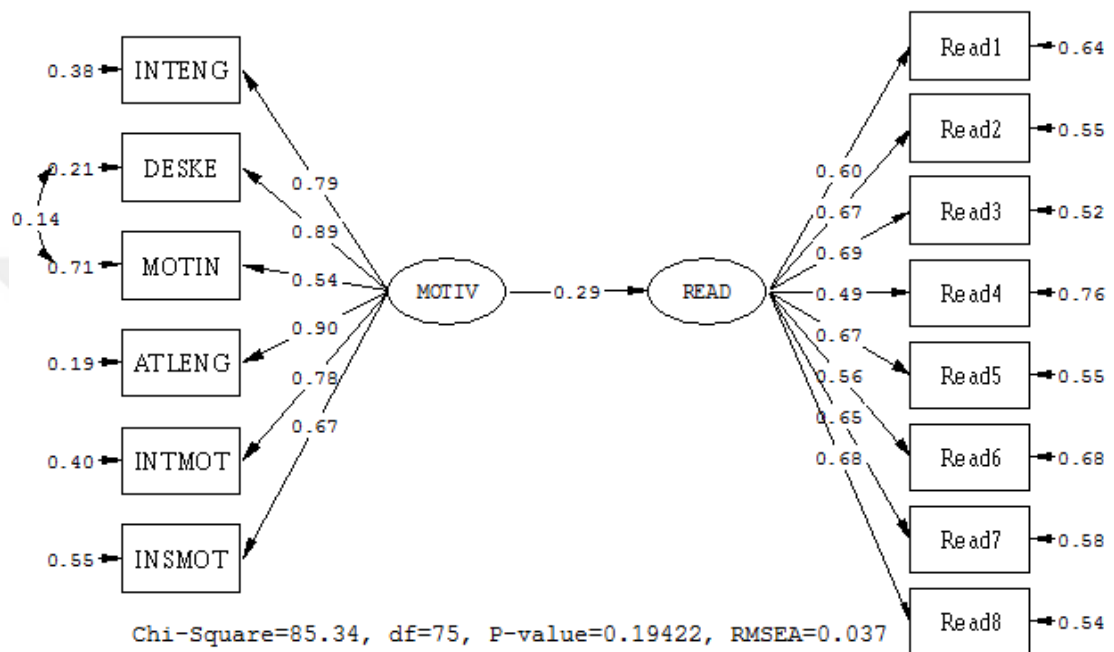 0.38 INTENG
0.21 DESKE
0.14
0.71 MOTIN
0.19 ATLENG
0.40 INTMOT
0.55 INSMOT
0.79
0.89
0.54
0.90
0.78
0.67
MOTIV 0.29 READ
0.60
0.67
0.69
0.49
0.67
0.56
0.65
0.68
Read1 0.64
Read2 0.55
Read3 0.52
Read4 0.76
Read5 0.55
Read6 0.68
Read7 0.58
Read8 0.54
Chi-Square=85.34, df=75, P-value=0.19422, RMSEA=0.037